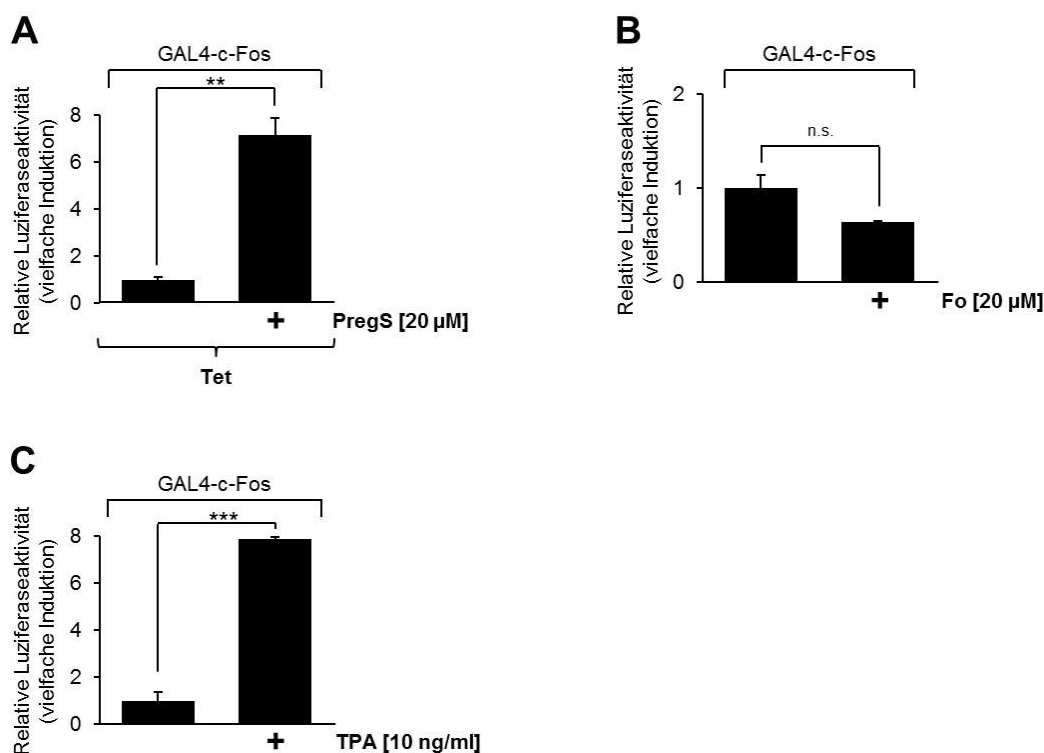 A
GAL4-c-Fos
**
Relative Luziferaseaktivität
(vielfache Induktion)
8
6
4
2
0
+ PregS [20 µM]
Tet
B
GAL4-c-Fos
n.s.
Relative Luziferaseaktivität
(vielfache Induktion)
2
1
0
+ Fo [20 µM]
C
GAL4-c-Fos
***
Relative Luziferaseaktivität
(vielfache Induktion)
8
6
4
2
0
+ TPA [10 ng/ml]